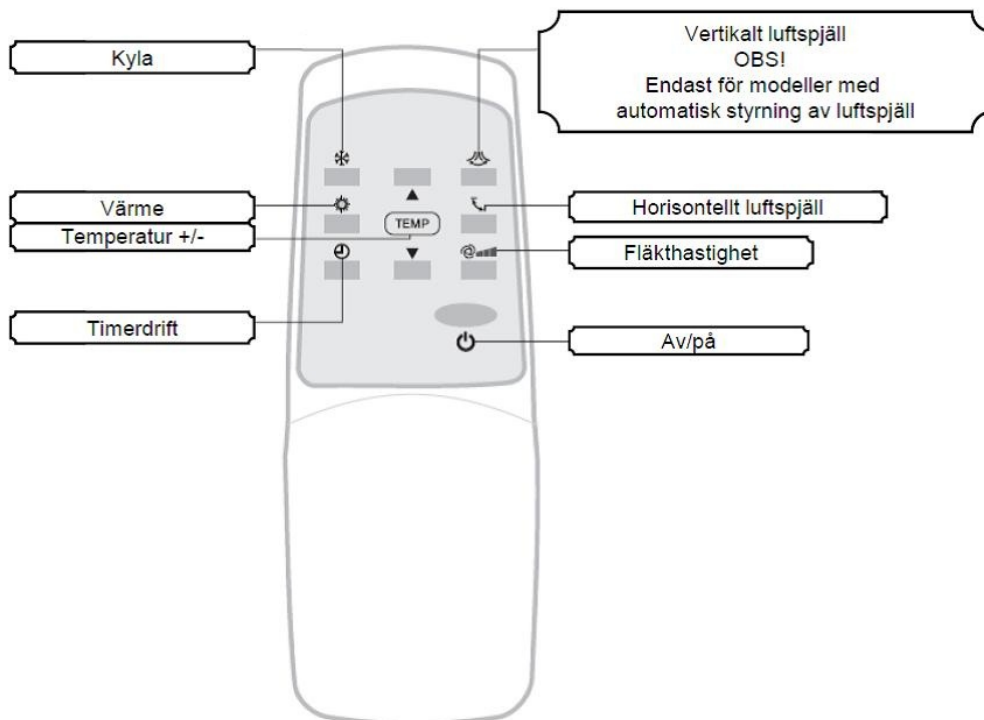 Kyla
Vertikalt luftspjäll
OBS!
Endast för modeller med
automatisk styrning av luftspjäll
Värme
Temperatur +/-
TEMP
Horisontellt luftspjäll
Fläkthastighet
Timerdrift
Av/på